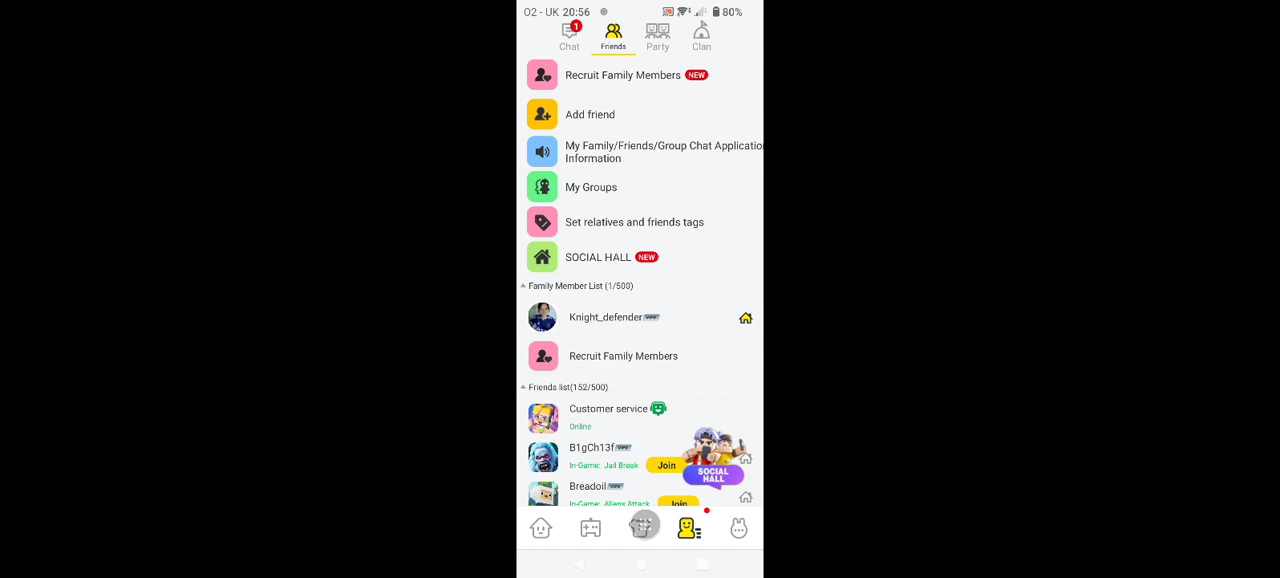 O2 - UK 20:56 80%
1
Chat Friends Party Clan
Recruit Family Members NEW
Add friend
My Family/Friends/Group Chat Applicatio
Information
My Groups
Set relatives and friends tags
SOCIAL HALL NEW
Family Member List (1/500)
Knight_defender
Recruit Family Members
Friends list(152/500)
Customer service
Online
B1gCh13f
In-Game: Jail Break Join
SOCIAL
HALL
Breadoil
In-Game: Aliens Attack Join